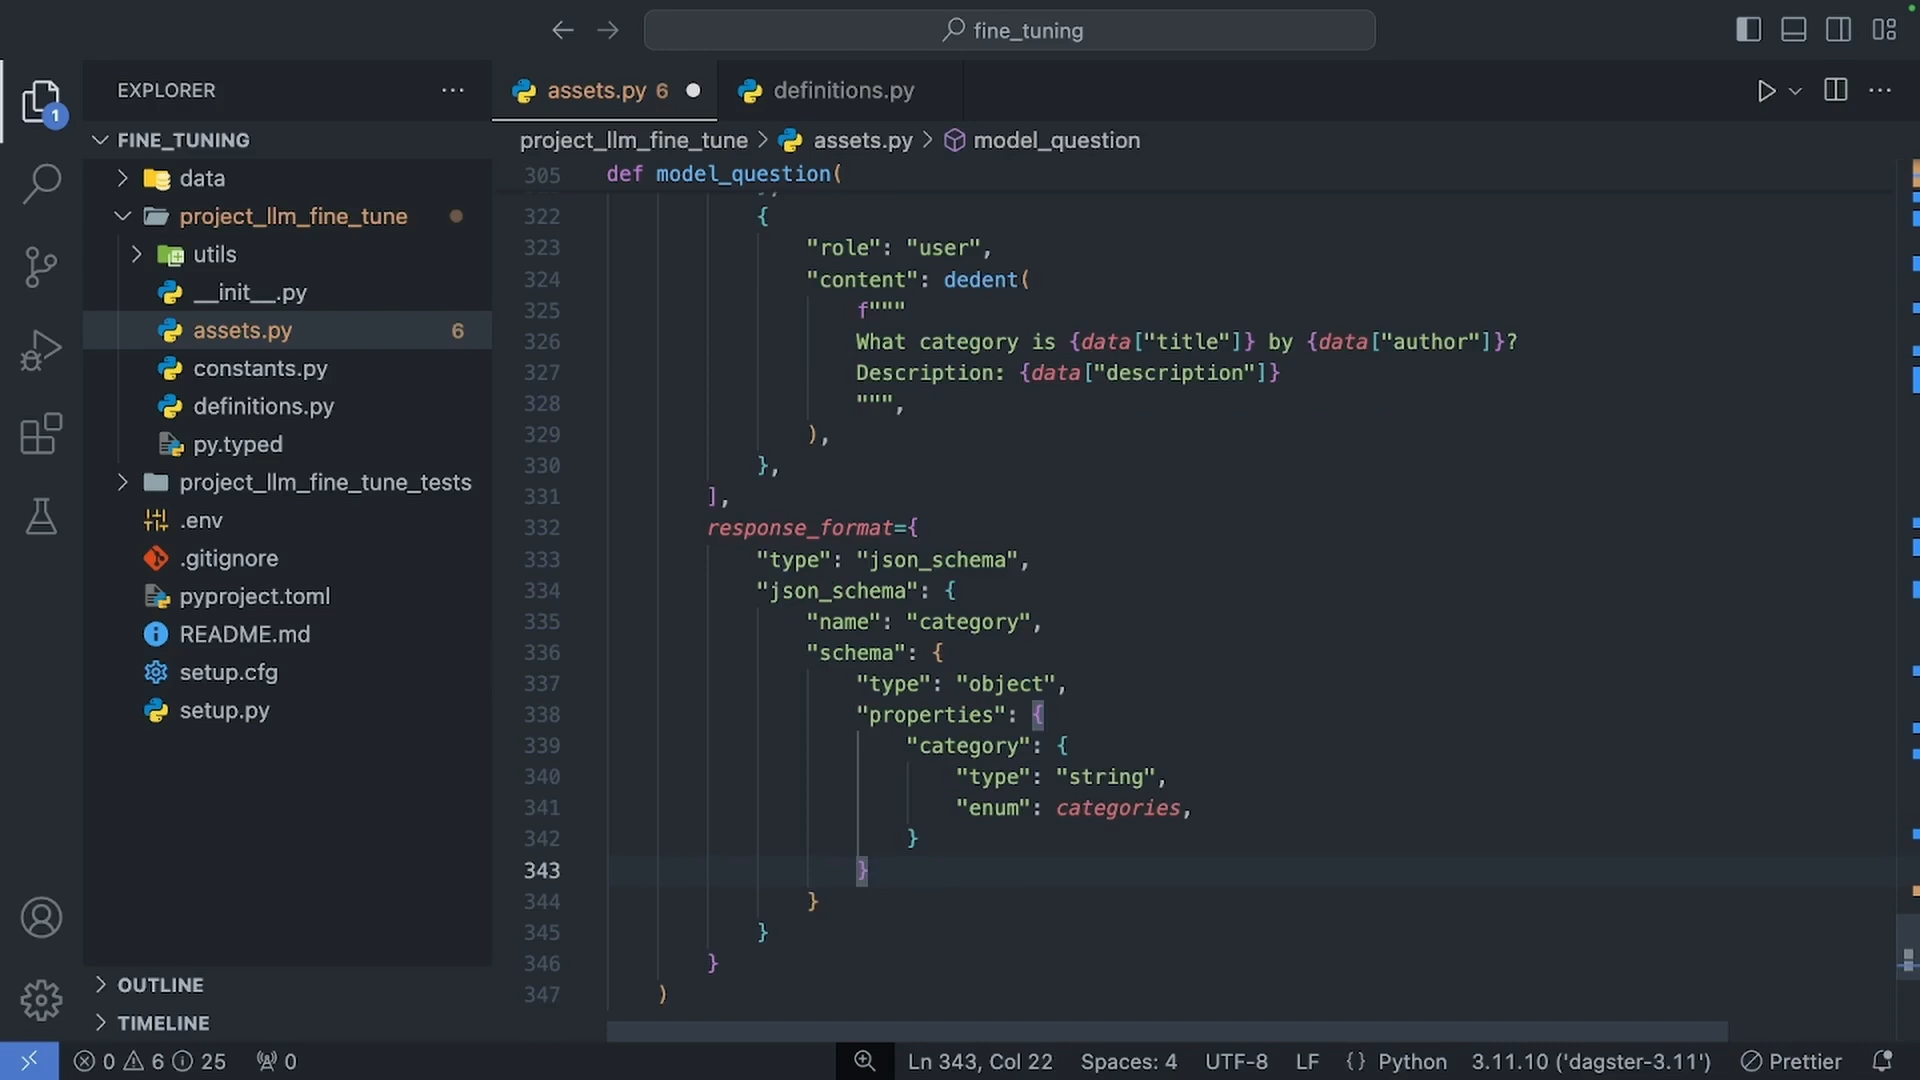 fine_tuning
EXPLORER
assets.py 6
definitions.py
FINE_TUNING
project_llm_fine_tune > assets.py > model_question
data
project_llm_fine_tune
utils
__init__.py
assets.py 6
constants.py
definitions.py
py.typed
project_llm_fine_tune_tests
.env
.gitignore
pyproject.toml
README.md
setup.cfg
setup.py
OUTLINE
TIMELINE
1
305 def model_question(
322 {
323 "role": "user",
324 "content": dedent(
325 f"""
326 What category is {data["title"]} by {data["author"]}?
327 Description: {data["description"]}
328 """,
329 ),
330 },
331 ],
332 response_format={
333 "type": "json_schema",
334 "json_schema": {
335 "name": "category",
336 "schema": {
337 "type": "object",
338 "properties": {
339 "category": {
340 "type": "string",
341 "enum": categories,
342 }
343 }
344 }
345 }
346 }
347 )
0 6 25 0
Ln 343, Col 22 Spaces: 4 UTF-8 LF {} Python 3.11.10 ('dagster-3.11') Prettier